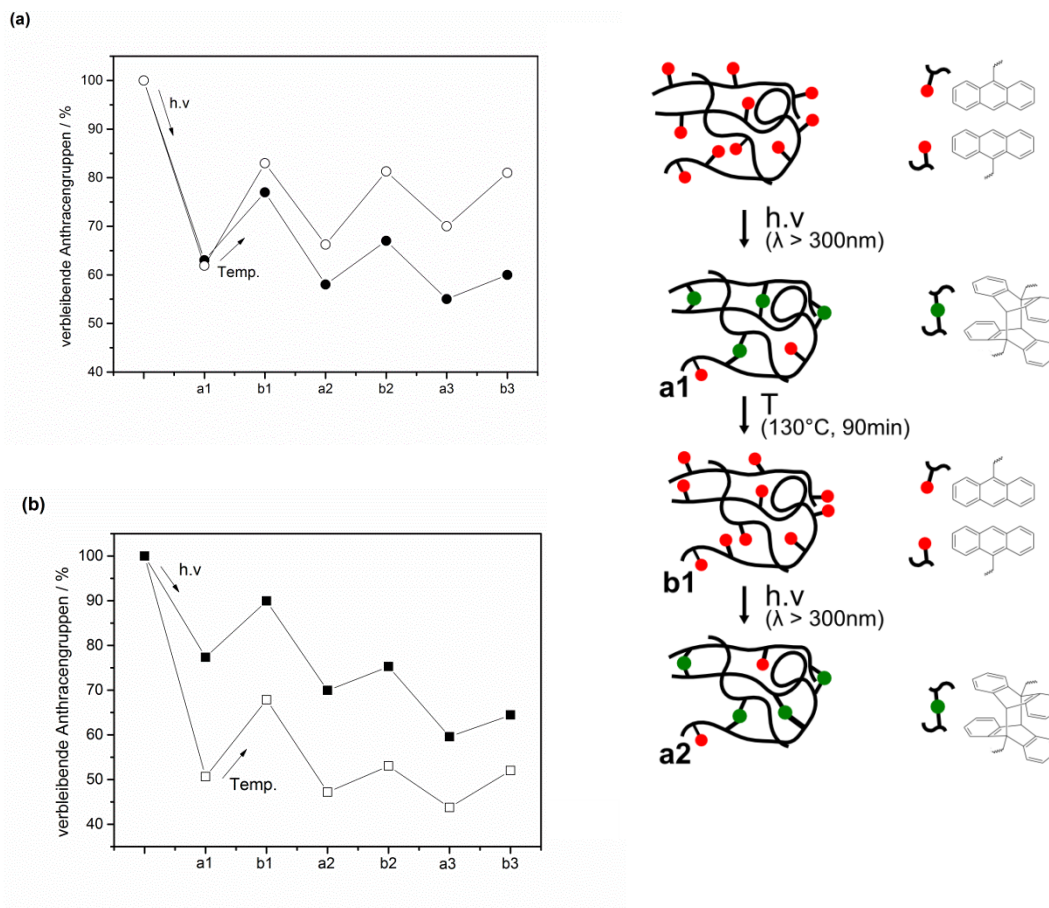 (a)
verbleibende Anthracengruppen / %
100
90
80
70
60
50
40
h.v
Temp.
a1 b1 a2 b2 a3 b3
(b)
verbleibende Anthracengruppen / %
100
90
80
70
60
50
40
h.v
Temp.
a1 b1 a2 b2 a3 b3
h.v
(λ > 300nm)
a1
T
(130°C, 90min)
b1
h.v
(λ > 300nm)
a2